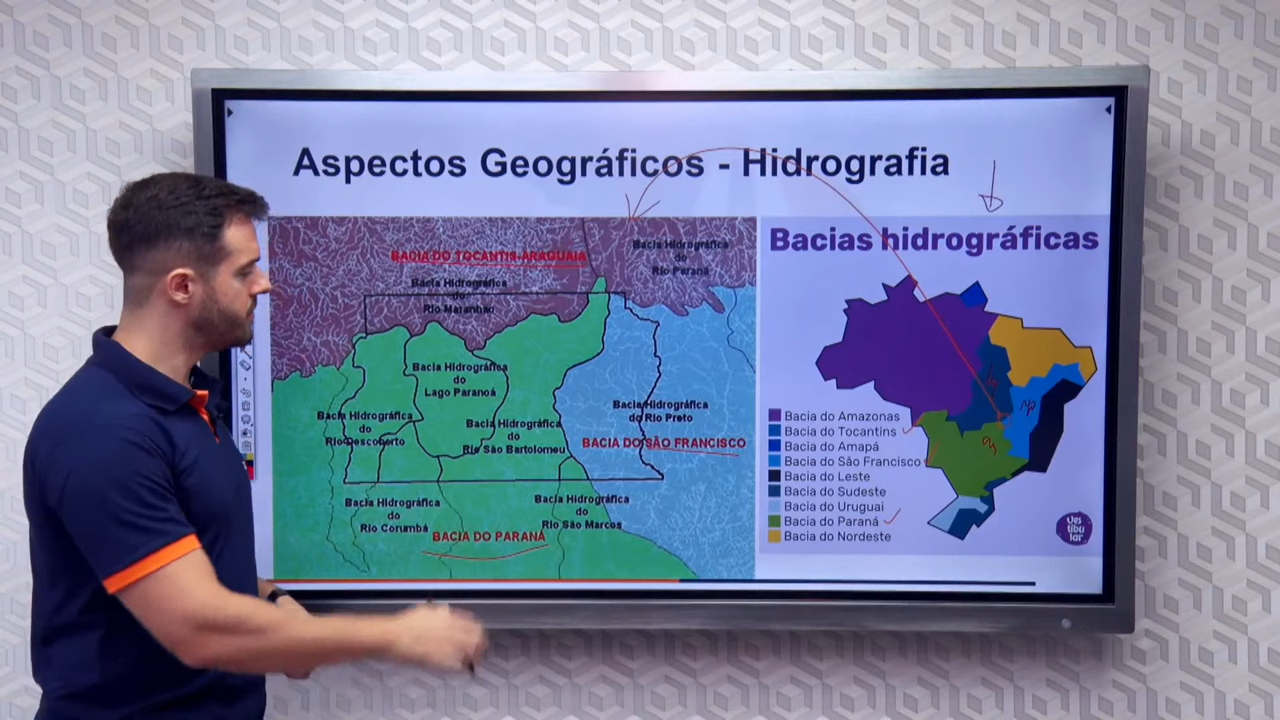 Aspectos Geográficos - Hidrografia
BACIA DO TOCANTIS-ARAGUAIA
Bacia Hidrográfica
do
Rio Paranã
Bacia Hidrográfica
do
Rio Maranhão
Bacia Hidrográfica
do
Lago Paranoá
Bacia Hidrográfica
do
Rio Descoberto
Bacia Hidrográfica
do
Rio São Bartolomeu
Bacia Hidrográfica
do Rio Preto
BACIA DO SÃO FRANCISCO
Bacia Hidrográfica
do
Rio Corumbá
Bacia Hidrográfica
do
Rio São Marcos
BACIA DO PARANÁ
Bacias hidrográficas
Bacia do Amazonas
Bacia do Tocantins
Bacia do Amapá
Bacia do São Francisco
Bacia do Leste
Bacia do Sudeste
Bacia do Uruguai
Bacia do Paraná
Bacia do Nordeste
Ves
tibu
lar